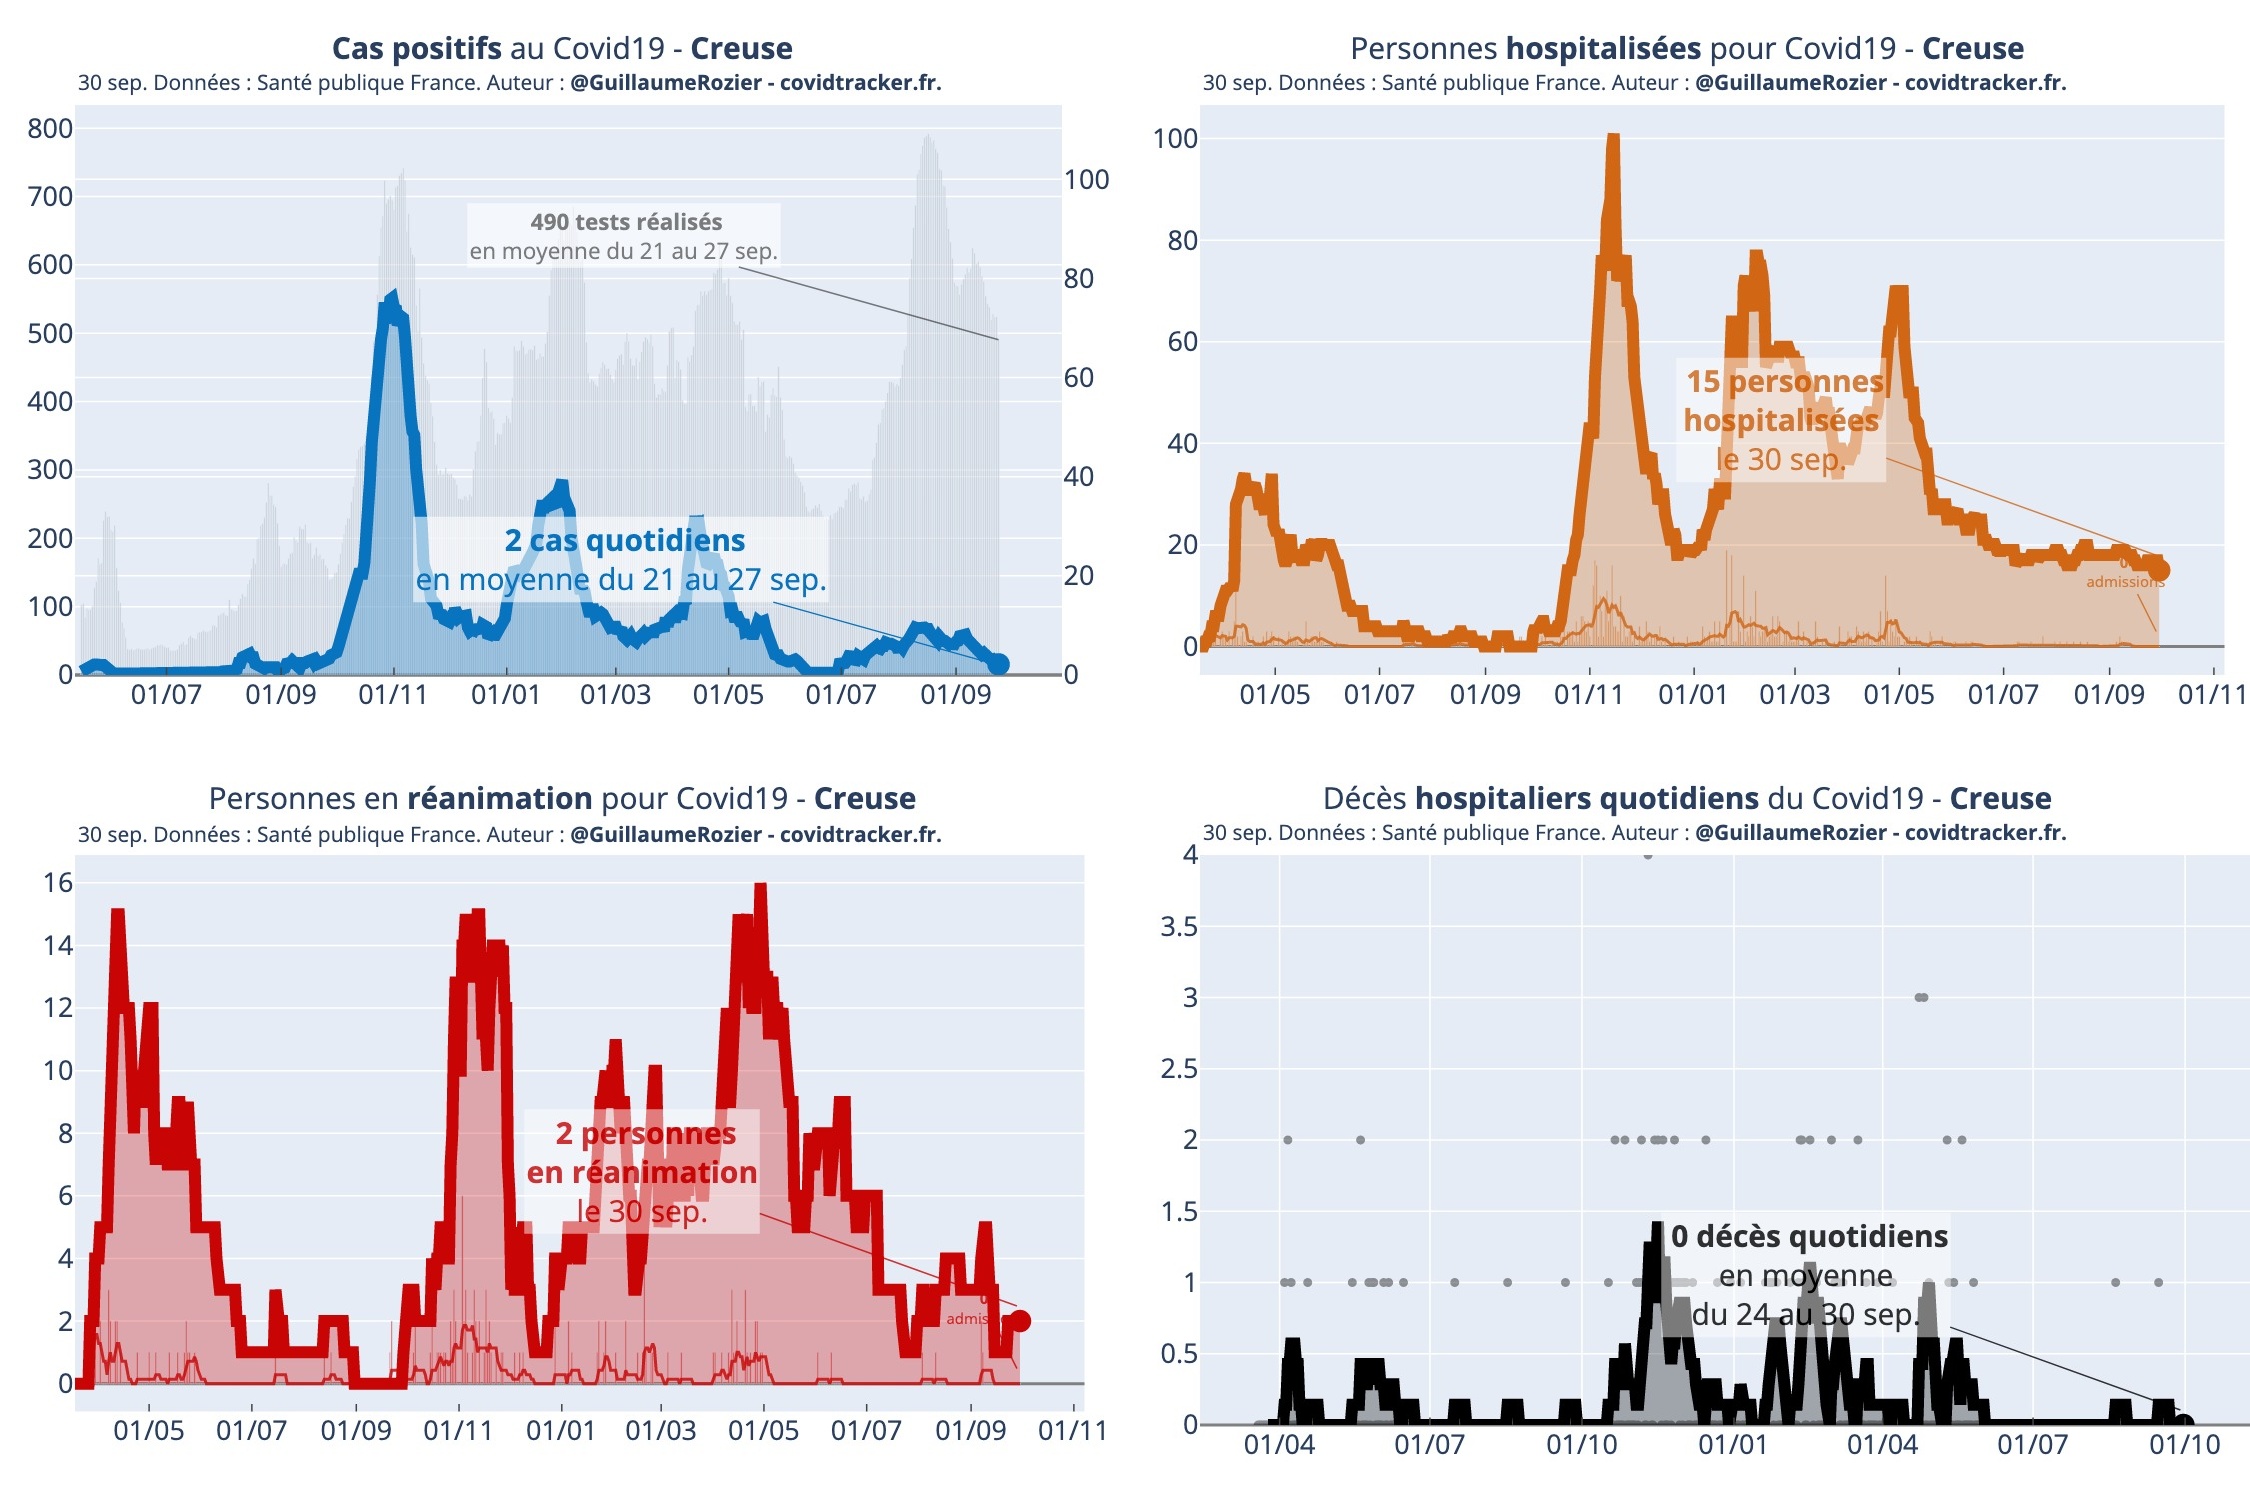 Cas positifs au Covid19 - Creuse
30 sep. Données : Santé publique France. Auteur : @GuillaumeRozier - covidtracker.fr.
800
700
600
500
400
300
200
100
0
100
80
60
40
20
0
490 tests réalisés
en moyenne du 21 au 27 sep.
2 cas quotidiens
en moyenne du 21 au 27 sep.
01/07 01/09 01/11 01/01 01/03 01/05 01/07 01/09
Personnes hospitalisées pour Covid19 - Creuse
30 sep. Données : Santé publique France. Auteur : @GuillaumeRozier - covidtracker.fr.
100
80
60
40
20
0
15 personnes
hospitalisées
le 30 sep.
0
admissions
01/05 01/07 01/09 01/11 01/01 01/03 01/05 01/07 01/09 01/11
Personnes en réanimation pour Covid19 - Creuse
30 sep. Données : Santé publique France. Auteur : @GuillaumeRozier - covidtracker.fr.
16
14
12
10
8
6
4
2
0
2 personnes
en réanimation
le 30 sep.
01/05 01/07 01/09 01/11 01/01 01/03 01/05 01/07 01/09 01/11
Décès hospitaliers quotidiens du Covid19 - Creuse
30 sep. Données : Santé publique France. Auteur : @GuillaumeRozier - covidtracker.fr.
4
3.5
3
2.5
2
1.5
1
0.5
0
0 décès quotidiens
en moyenne
du 24 au 30 sep.
01/04 01/07 01/10 01/01 01/04 01/07 01/10